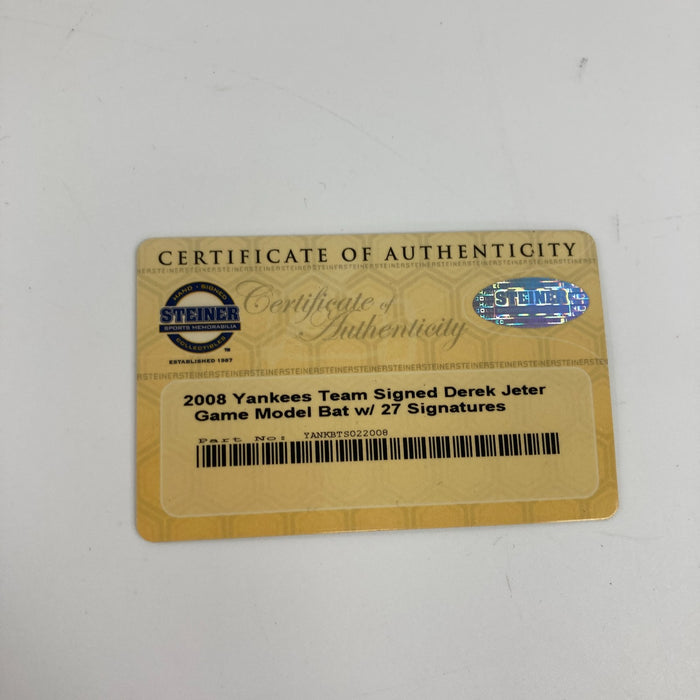 CERTIFICATE OF AUTHENTICITY
HAND · SIGNED
STEINER
SPORTS MEMORABILIA
COLLECTIBLES
TM
ESTABLISHED 1987
Certificate of
Authenticity
STEINER
2008 Yankees Team Signed Derek Jeter
Game Model Bat w/ 27 Signatures
Part No: YANKBTS022008